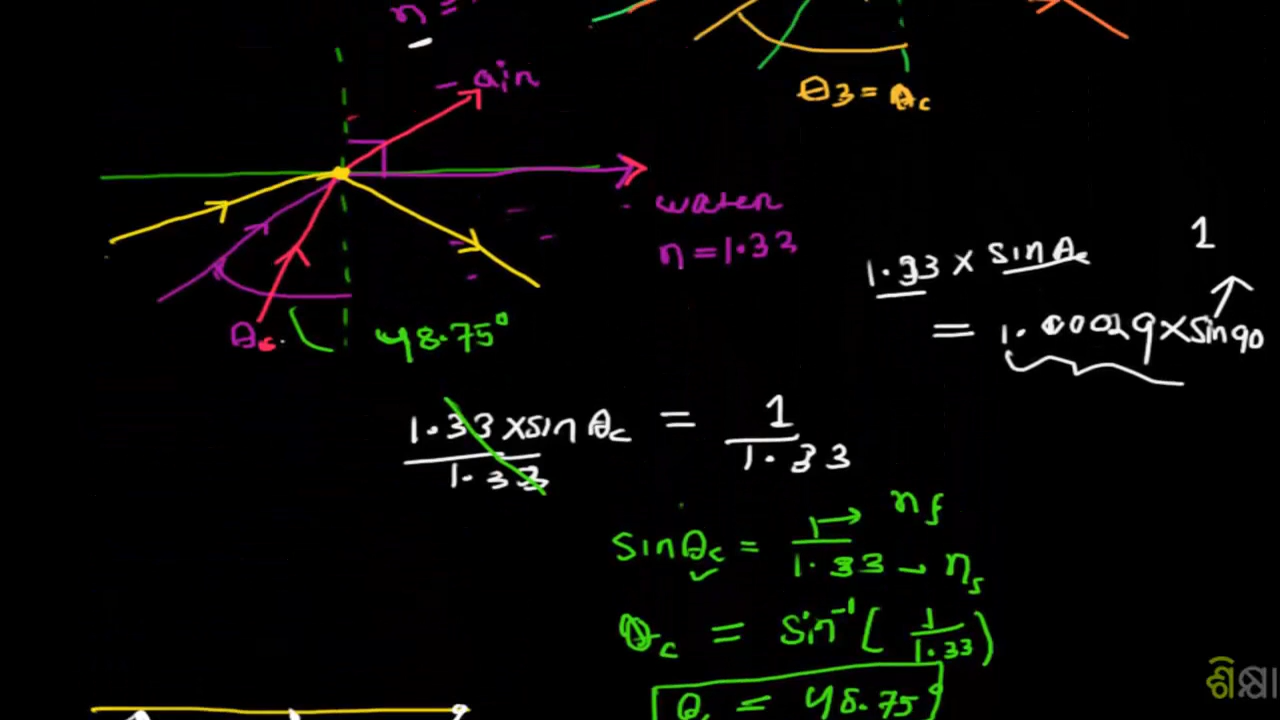 n =
- air
θ3 = θc
water
n = 1.33
θc.
48.75°
1.33 × sin θc
1
= 1.00029 × sin 90
1.33 × sin θc / 1.33 = 1 / 1.33
sin θc = 1 → nf / 1.33 → ns
θc = sin⁻¹ ( 1 / 1.33 )
θc = 48.75°
ଶିକ୍ଷା